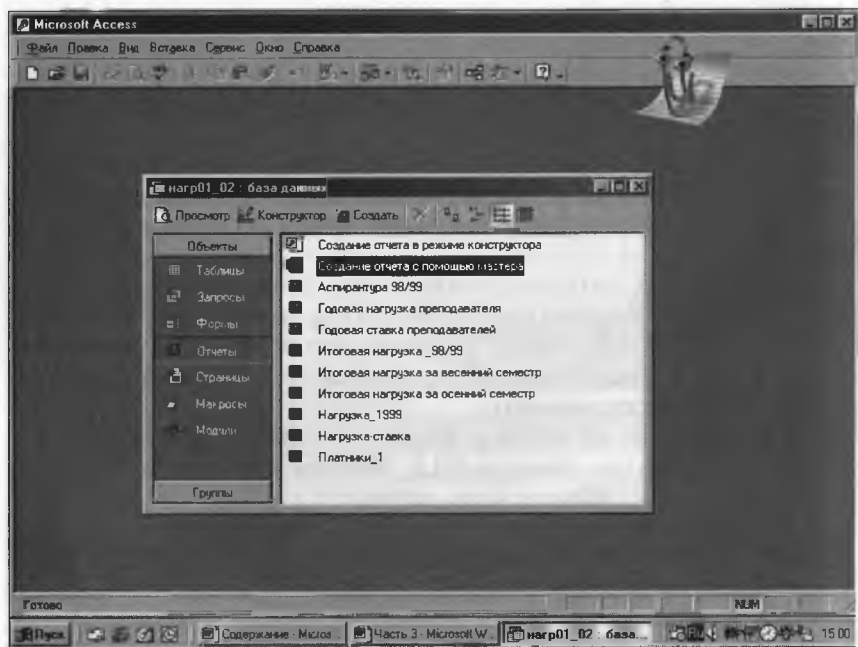 Microsoft Access
Файл Правка Вид Вставка Сервис Окно Справка
нагр01_02 : база данных
Просмотр Конструктор Создать
Объекты
Таблицы
Запросы
Формы
Отчеты
Страницы
Макросы
Модули
Группы
Создание отчета в режиме конструктора
Создание отчета с помощью мастера
Аспирантура 98/99
Годовая нагрузка преподавателя
Годовая ставка преподавателей
Итоговая нагрузка _98/99
Итоговая нагрузка за весенний семестр
Итоговая нагрузка за осенний семестр
Нагрузка_1999
Нагрузка-ставка
Платники_1
Готово
NUM
Пуск
Содержание - Micros...
Часть 3 - Microsoft W...
нагр01_02 : база...
RU
15:00